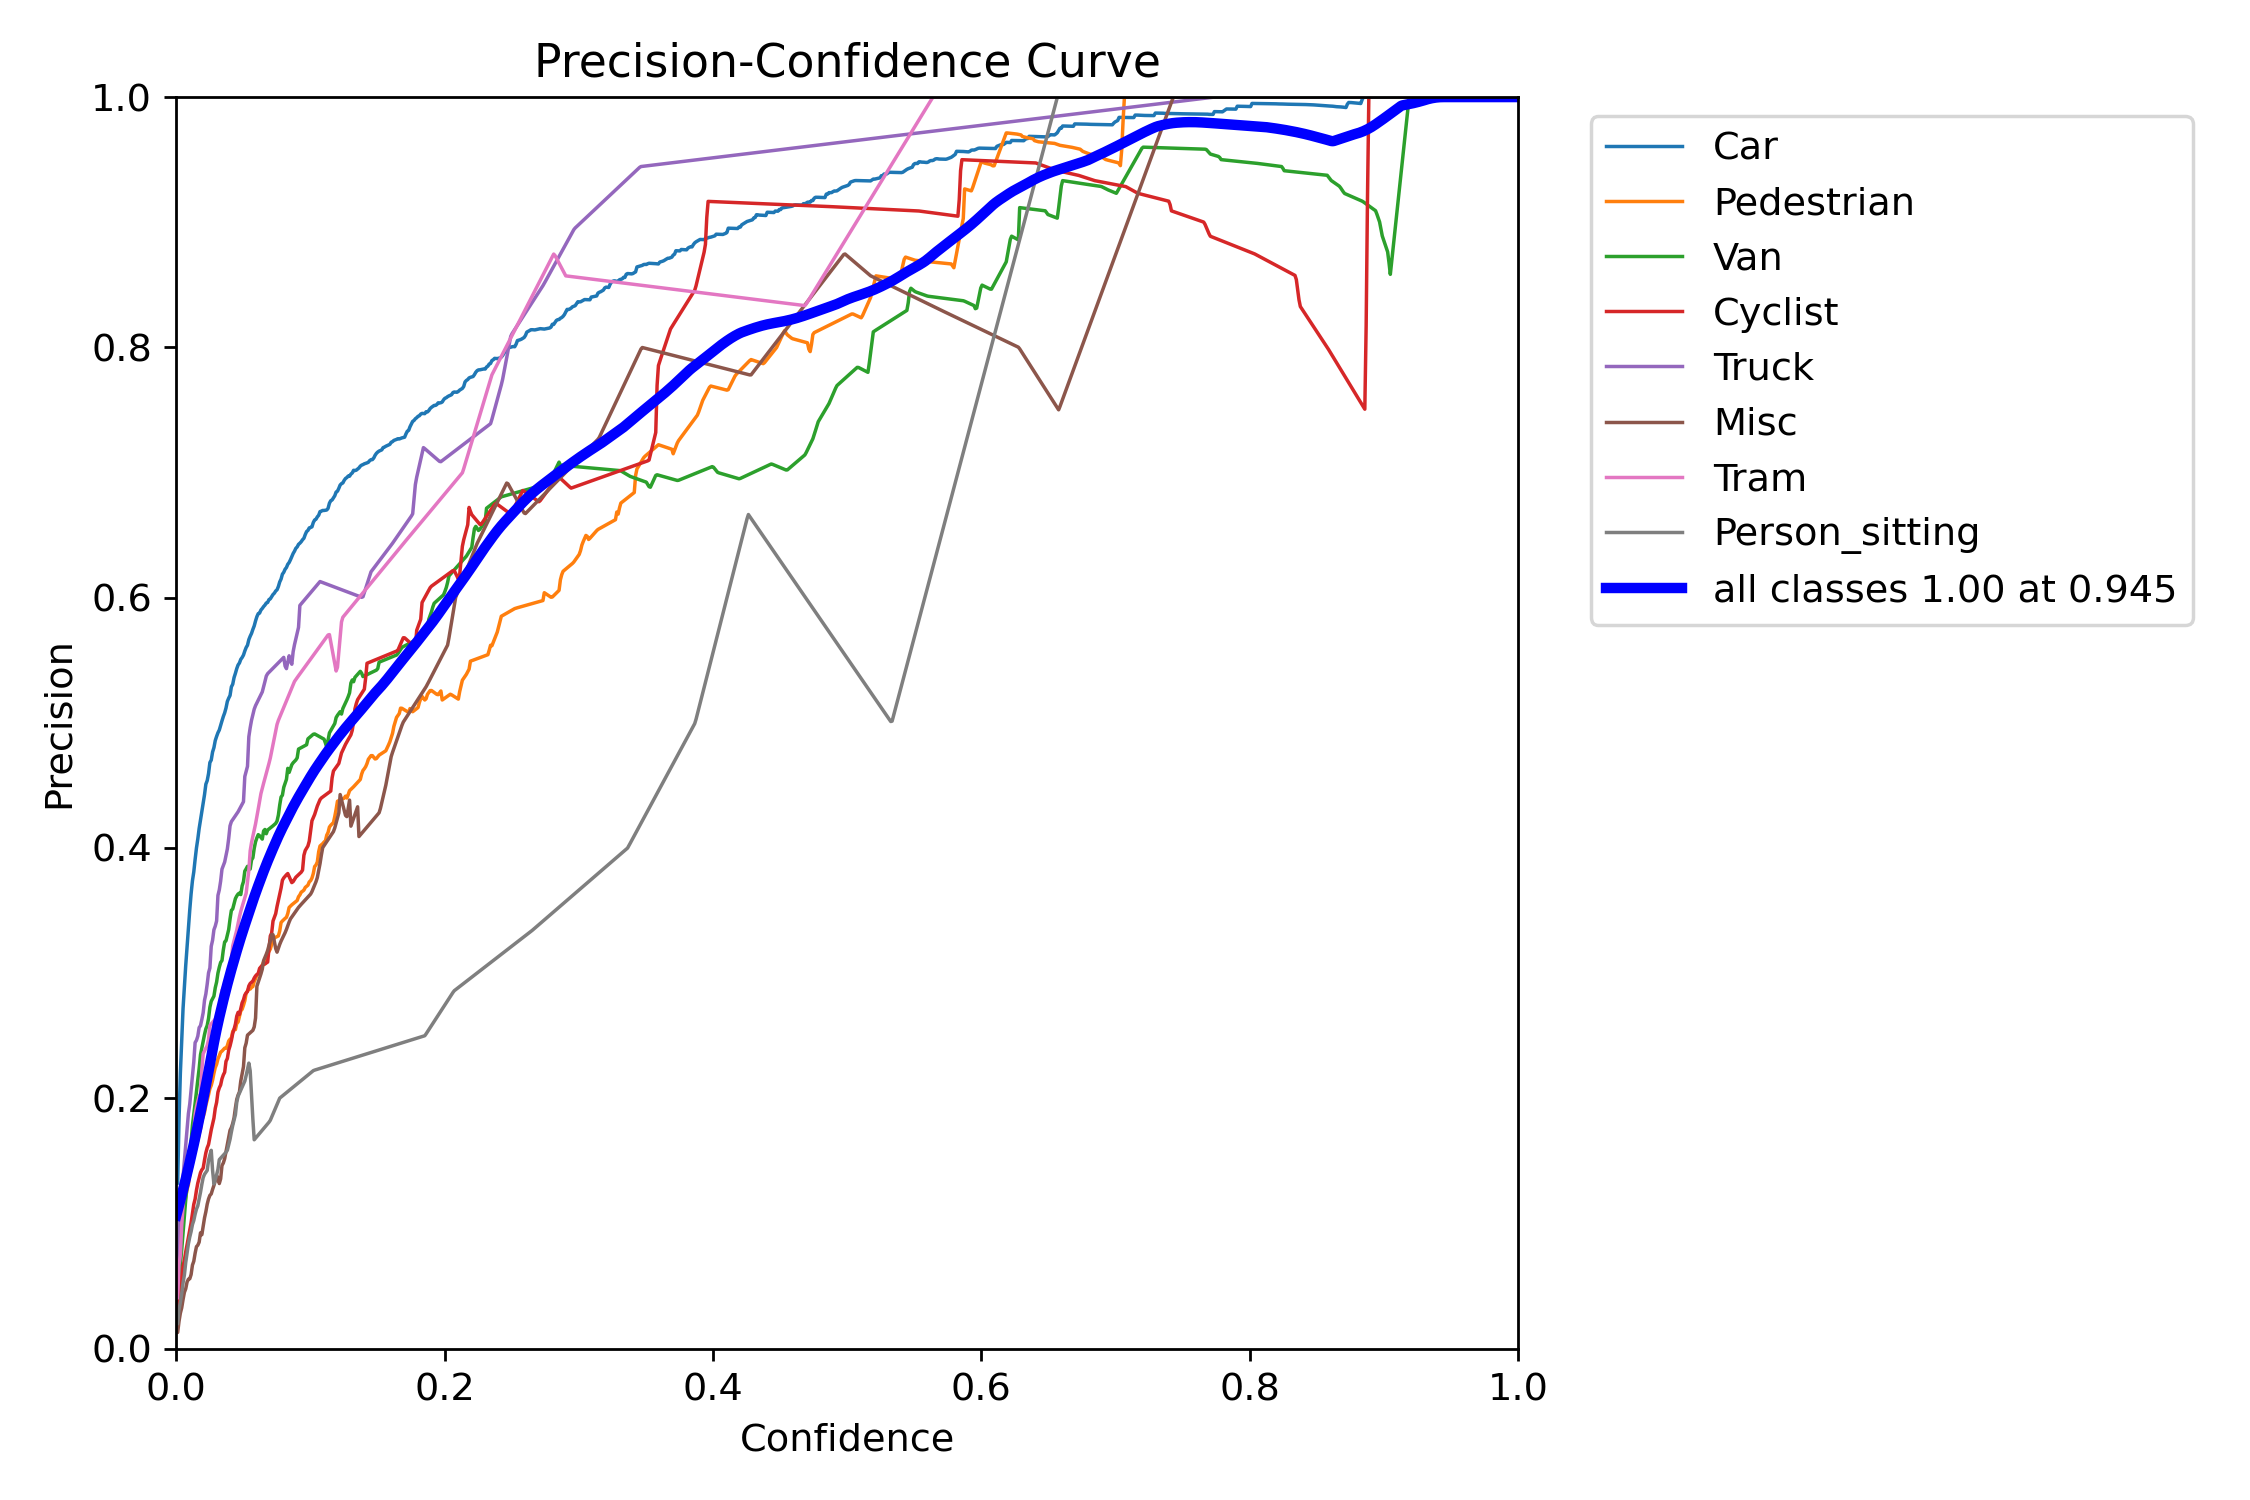 Precision-Confidence Curve
1.0
0.8
0.6
0.4
0.2
0.0
Precision
0.0 0.2 0.4 0.6 0.8 1.0
Confidence
Car
Pedestrian
Van
Cyclist
Truck
Misc
Tram
Person_sitting
all classes 1.00 at 0.945